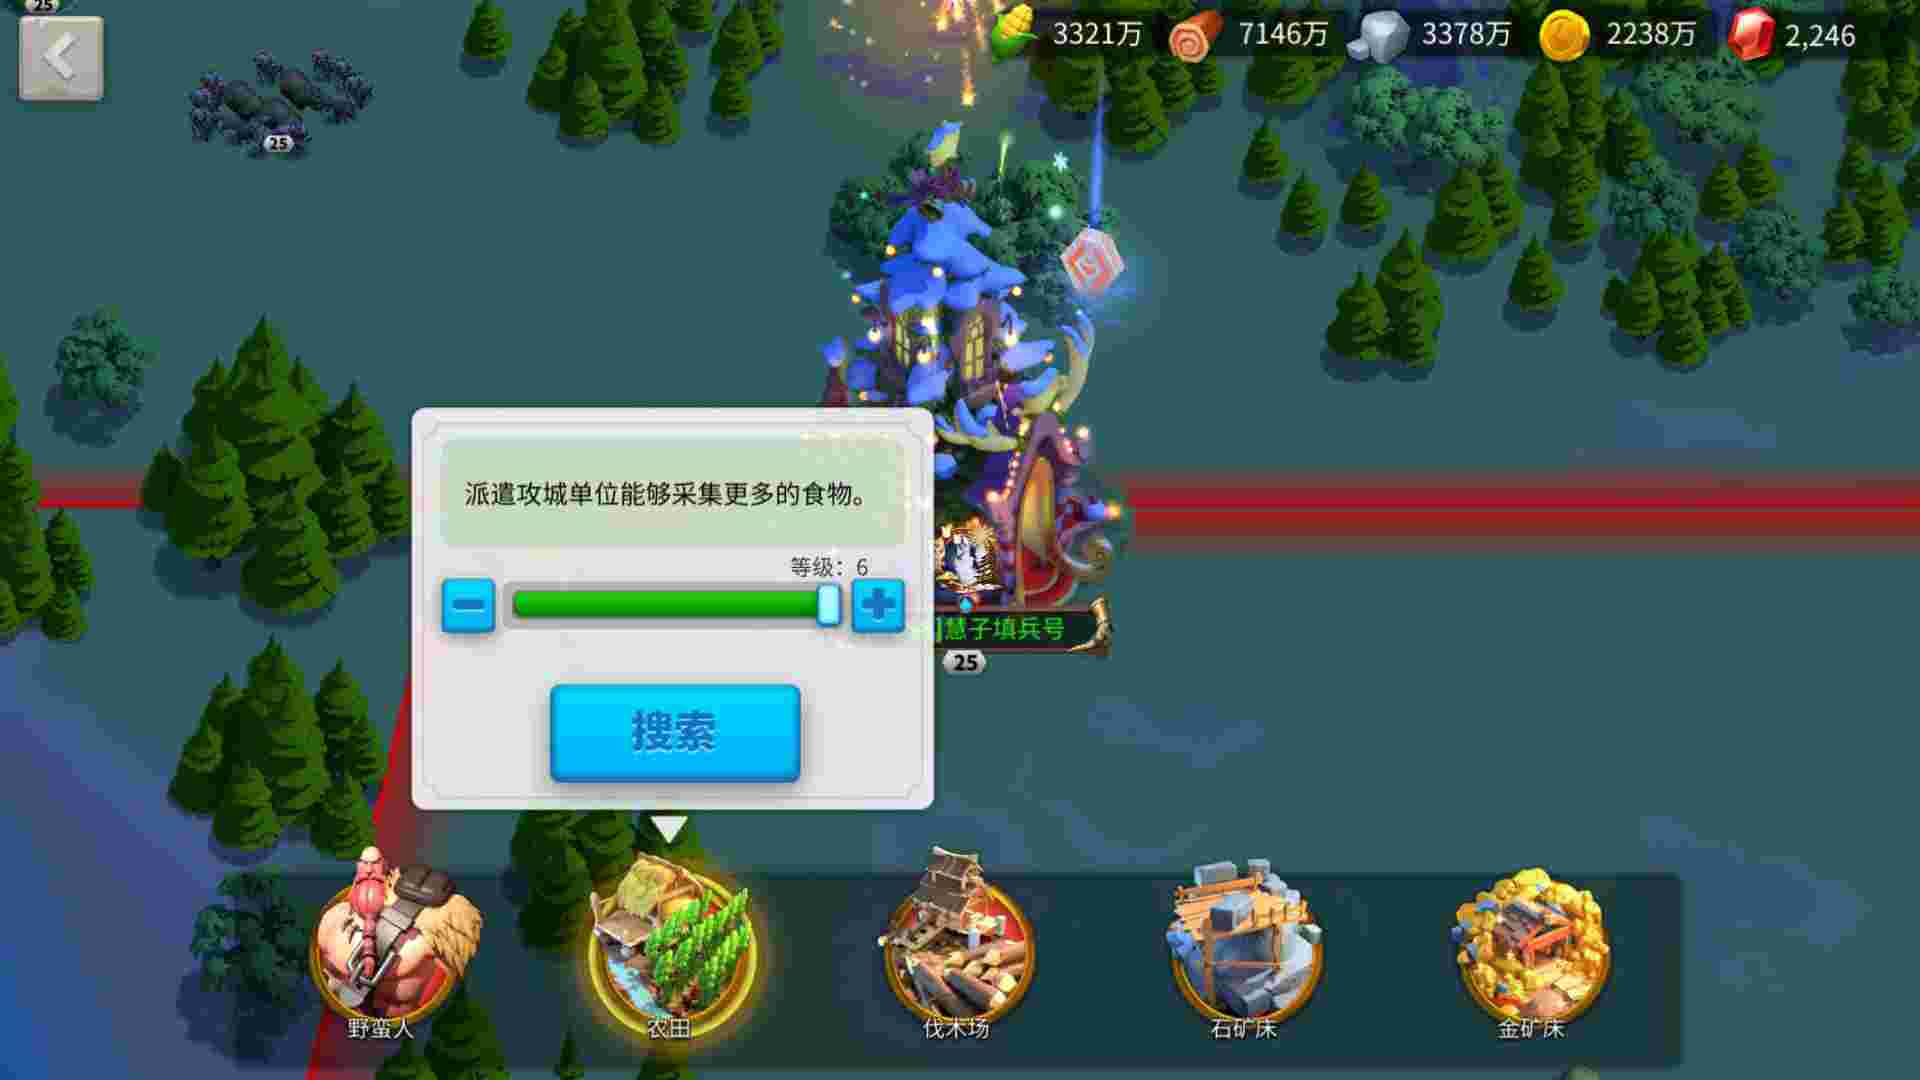 25
3321万
7146万
3378万
2238万
2,246
25
派遣攻城单位能够采集更多的食物。
等级：6
搜索
]慧子填兵号
25
野蛮人
农田
伐木场
石矿床
金矿床